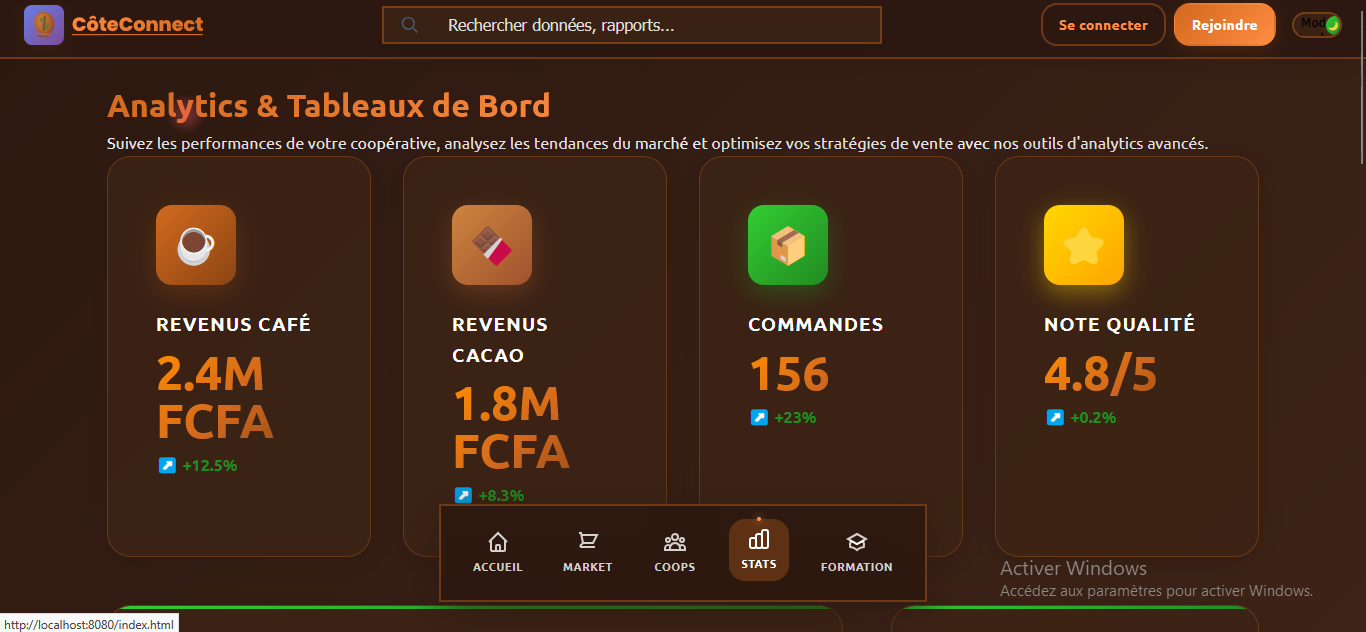 CôteConnect
Rechercher données, rapports...
Se connecter
Rejoindre
Mod
Analytics & Tableaux de Bord
Suivez les performances de votre coopérative, analysez les tendances du marché et optimisez vos stratégies de vente avec nos outils d'analytics avancés.
REVENUS CAFÉ
2.4M
FCFA
+12.5%
REVENUS
CACAO
1.8M
FCFA
+8.3%
COMMANDES
156
+23%
NOTE QUALITÉ
4.8/5
+0.2%
ACCUEIL
MARKET
COOPS
STATS
FORMATION
Activer Windows
Accédez aux paramètres pour activer Windows.
http://localhost:8080/index.html